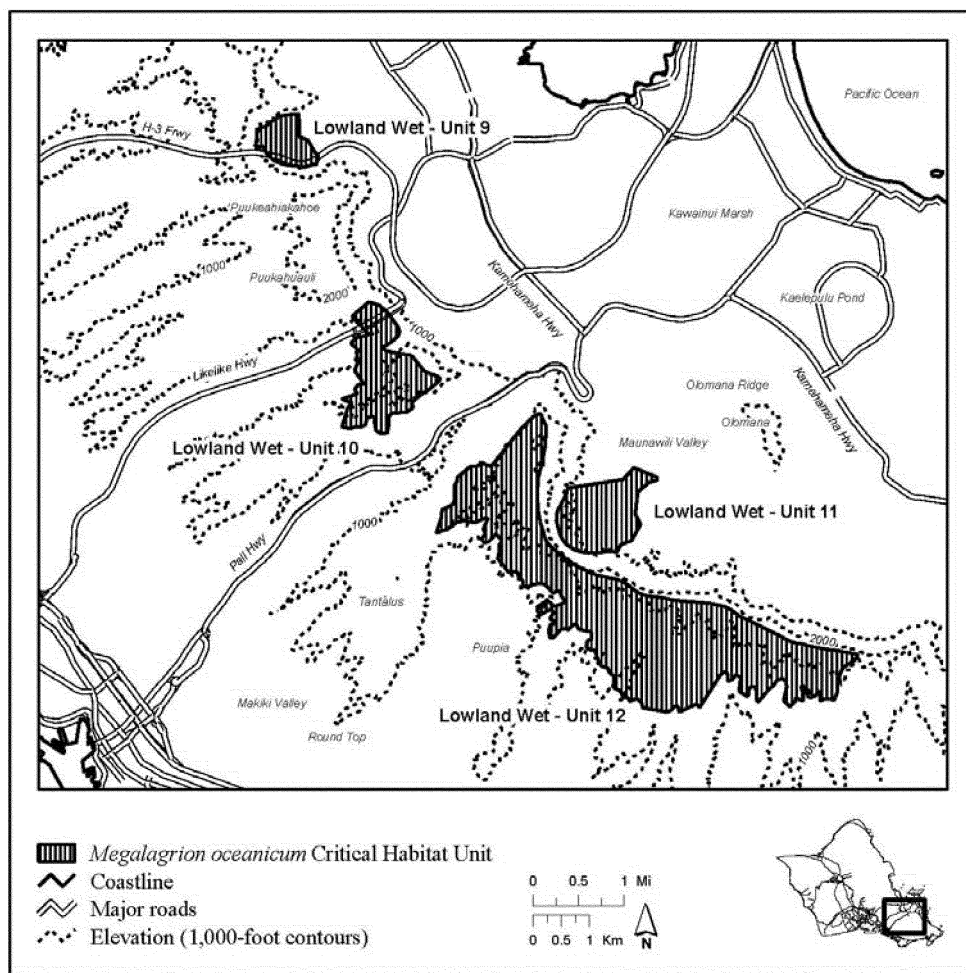 Pacific Ocean
H-3 Frwy
Lowland Wet - Unit 9
'Puukeahiakahoe
Kawainui Marsh
1000'
Puukahuauli
2000'
Kamehameha Hwy
Kaelepulu Pond
1000
Likelike Hwy
Olomana Ridge
Kamehameha Hwy
Olomana
Maunawili Valley
Lowland Wet - Unit 10
1000
Lowland Wet - Unit 11
Pali Hwy
Tantalus
2000
Puupia
Makiki Valley
Lowland Wet - Unit 12
Round Top
1000
Megalagrion oceanicum Critical Habitat Unit
Coastline
Major roads
Elevation (1,000-foot contours)
0 0.5 1 Mi
0 0.5 1 Km
N